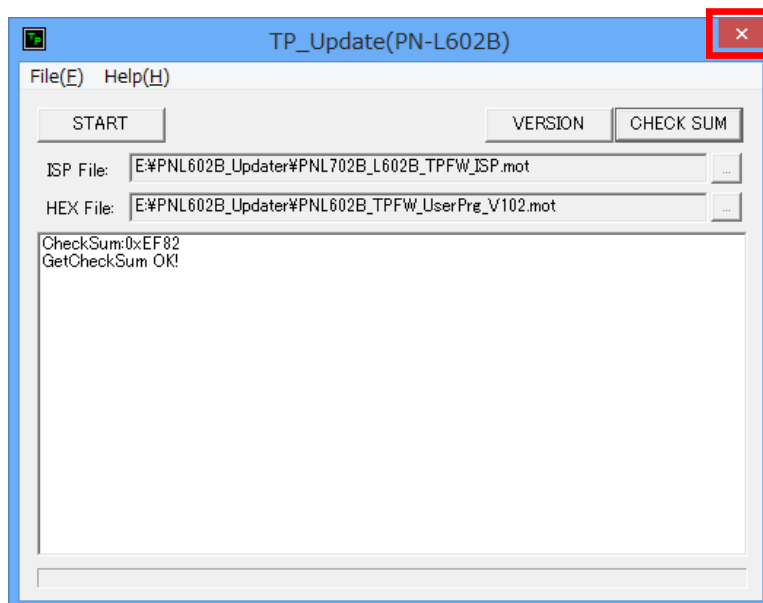 TP TP_Update(PN-L602B)
File(F) Help(H)
START VERSION CHECK SUM
ISP File: E:¥PNL602B_Updater¥PNL702B_L602B_TPFW_ISP.mot ...
HEX File: E:¥PNL602B_Updater¥PNL602B_TPFW_UserPrg_V102.mot ...
CheckSum:0xEF82
GetCheckSum OK!